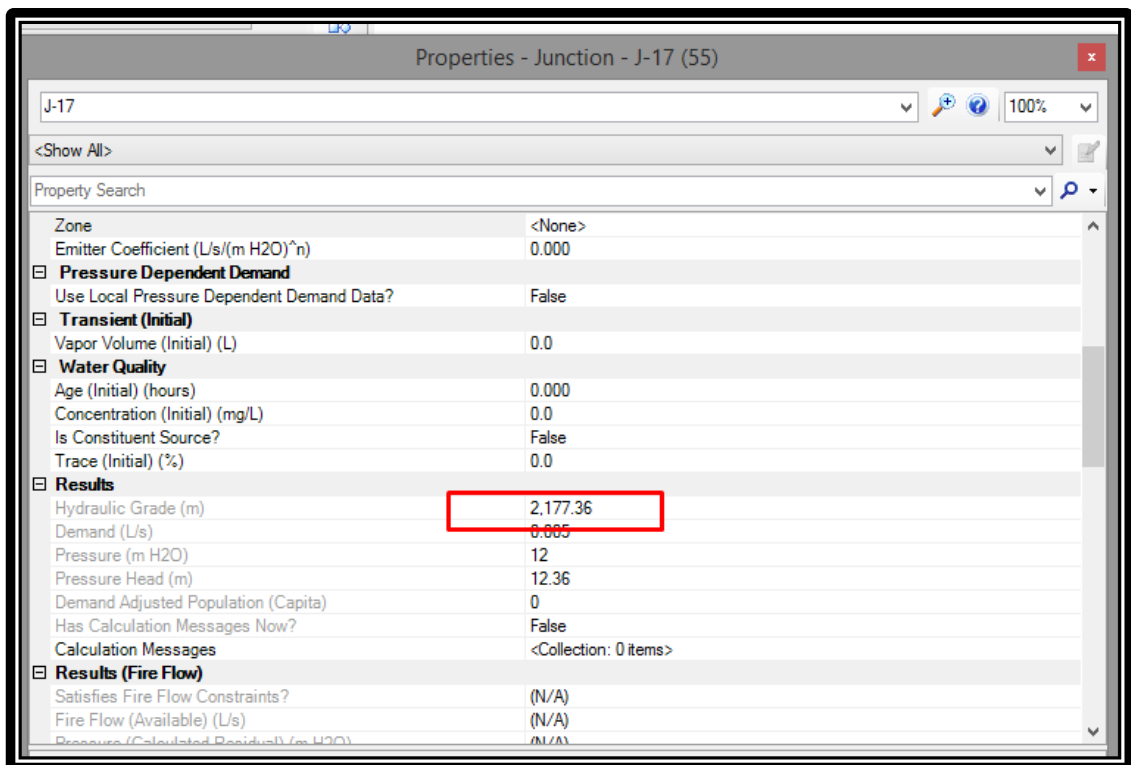 Properties - Junction - J-17 (55)
x
J-17 100%
<Show All>
Property Search
Zone <None>
Emitter Coefficient (L/s/(m H2O)^n) 0.000
Pressure Dependent Demand
Use Local Pressure Dependent Demand Data? False
Transient (Initial)
Vapor Volume (Initial) (L) 0.0
Water Quality
Age (Initial) (hours) 0.000
Concentration (Initial) (mg/L) 0.0
Is Constituent Source? False
Trace (Initial) (%) 0.0
Results
Hydraulic Grade (m) 2,177.36
Demand (L/s)
Pressure (m H2O) 12
Pressure Head (m) 12.36
Demand Adjusted Population (Capita) 0
Has Calculation Messages Now? False
Calculation Messages <Collection: 0 items>
Results (Fire Flow)
Satisfies Fire Flow Constraints? (N/A)
Fire Flow (Available) (L/s) (N/A)
Pressure (Calculated Residual) (m H2O) (N/A)